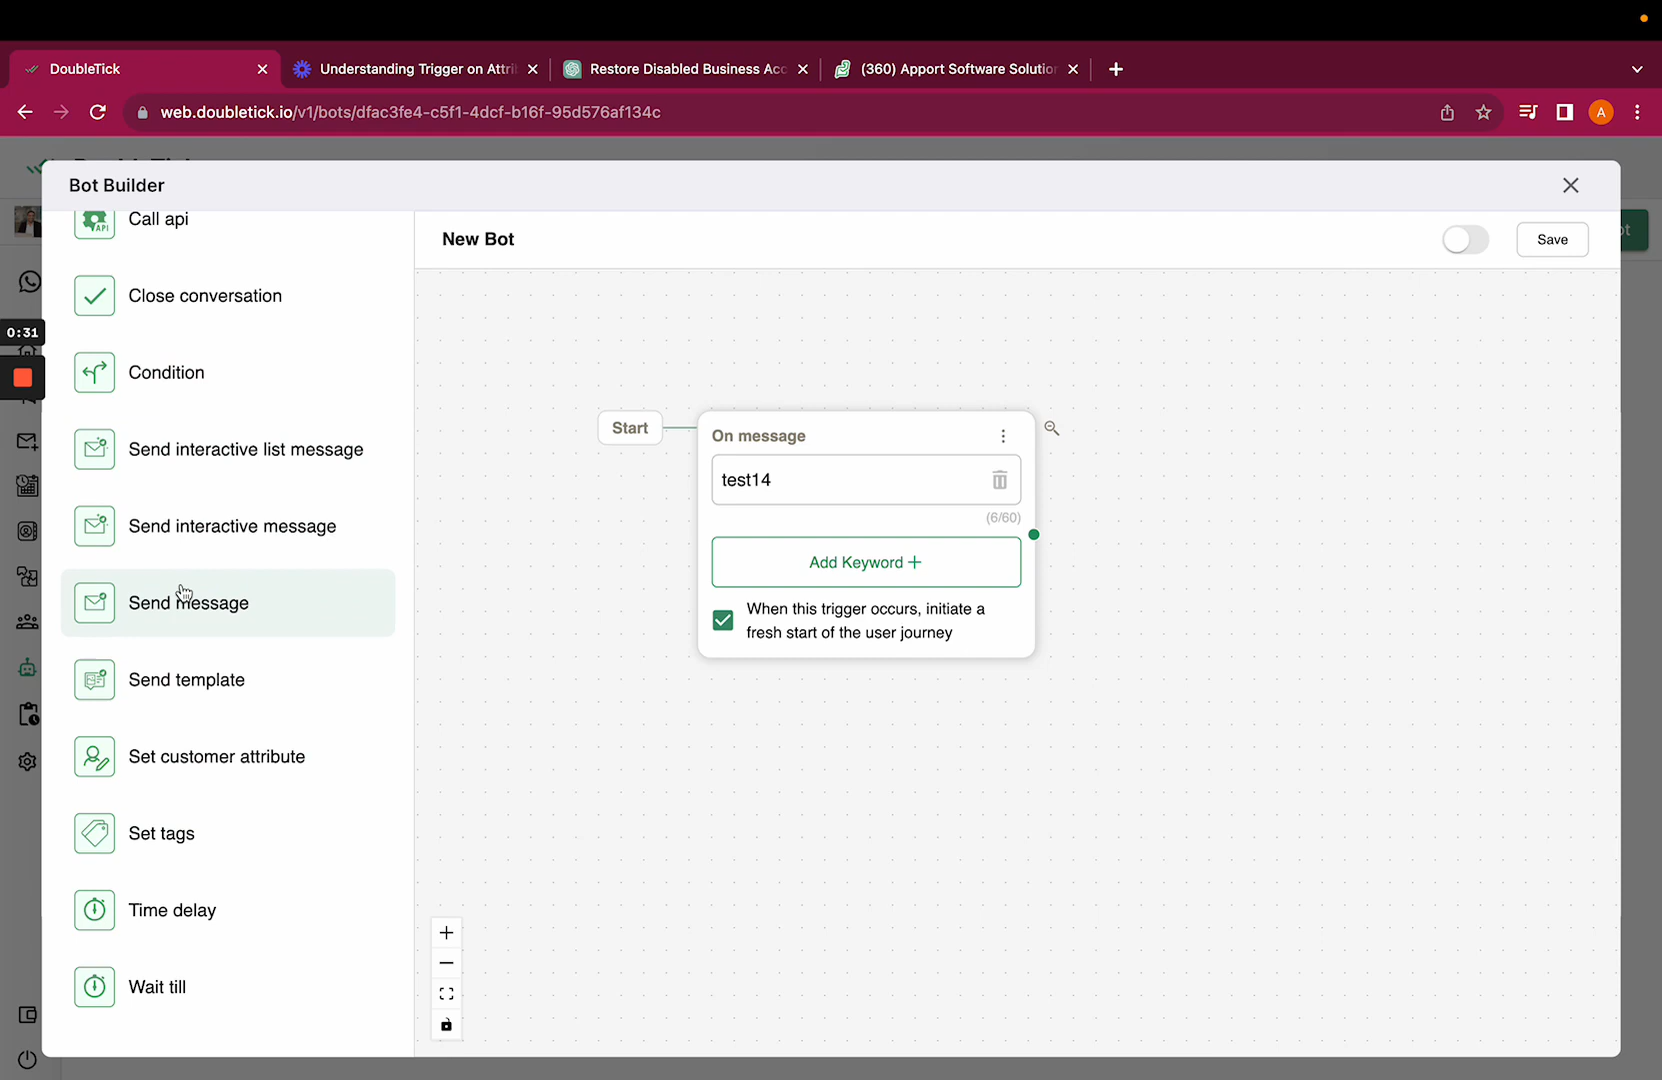 DoubleTick
Understanding Trigger on Attri
Restore Disabled Business Acc
(360) Apport Software Solution
web.doubletick.io/v1/bots/dfac3fe4-c5f1-4dcf-b16f-95d576af134c
A
Bot Builder
API
Call api
New Bot
Save
Close conversation
0:31
Condition
Start
On message
Send interactive list message
test14
(6/60)
Send interactive message
Add Keyword +
When this trigger occurs, initiate a
fresh start of the user journey
Send message
Send template
Set customer attribute
Set tags
Time delay
Wait till